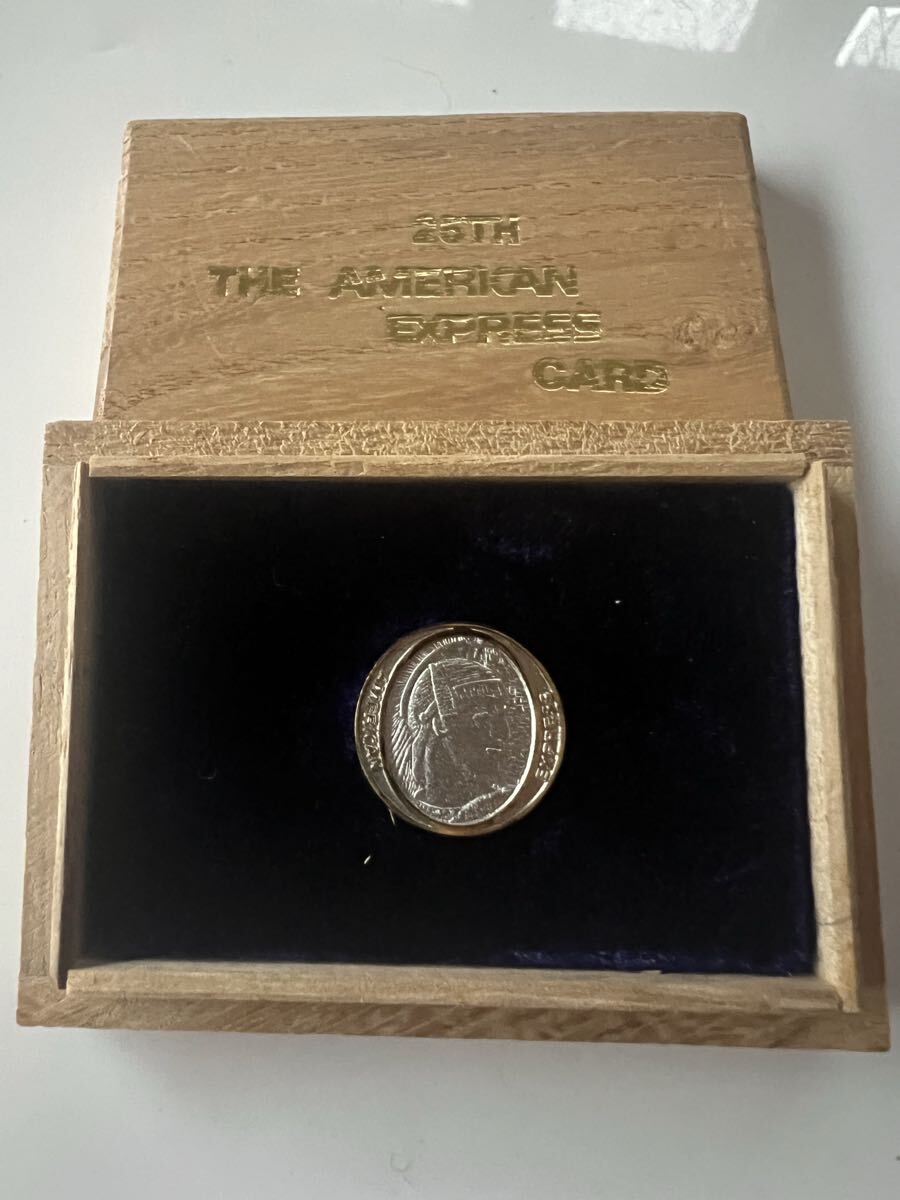 25TH
THE AMERICAN
EXPRESS
CARD
AMERICAN
EXPRESS